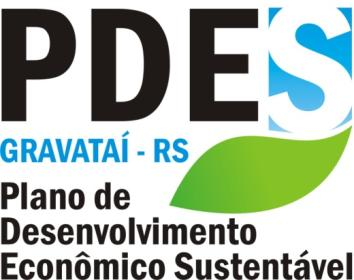 PDES
GRAVATAÍ - RS
Plano de
Desenvolvimento
Econômico Sustentável